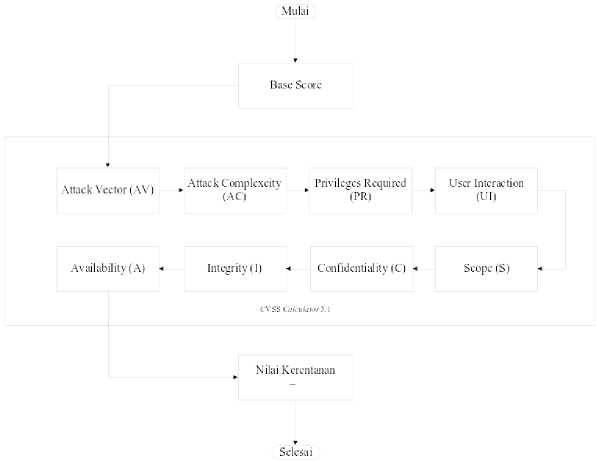 Mulai
Base Score
Attack Vector (AV)
Attack Complexcity
(AC)
Privileges Required
(PR)
User Interaction
(UI)
Availability (A)
Integrity (I)
Confidentiality (C)
Scope (S)
CVSS Calculator 3.1
Nilai Kerentanan
–
Selesai